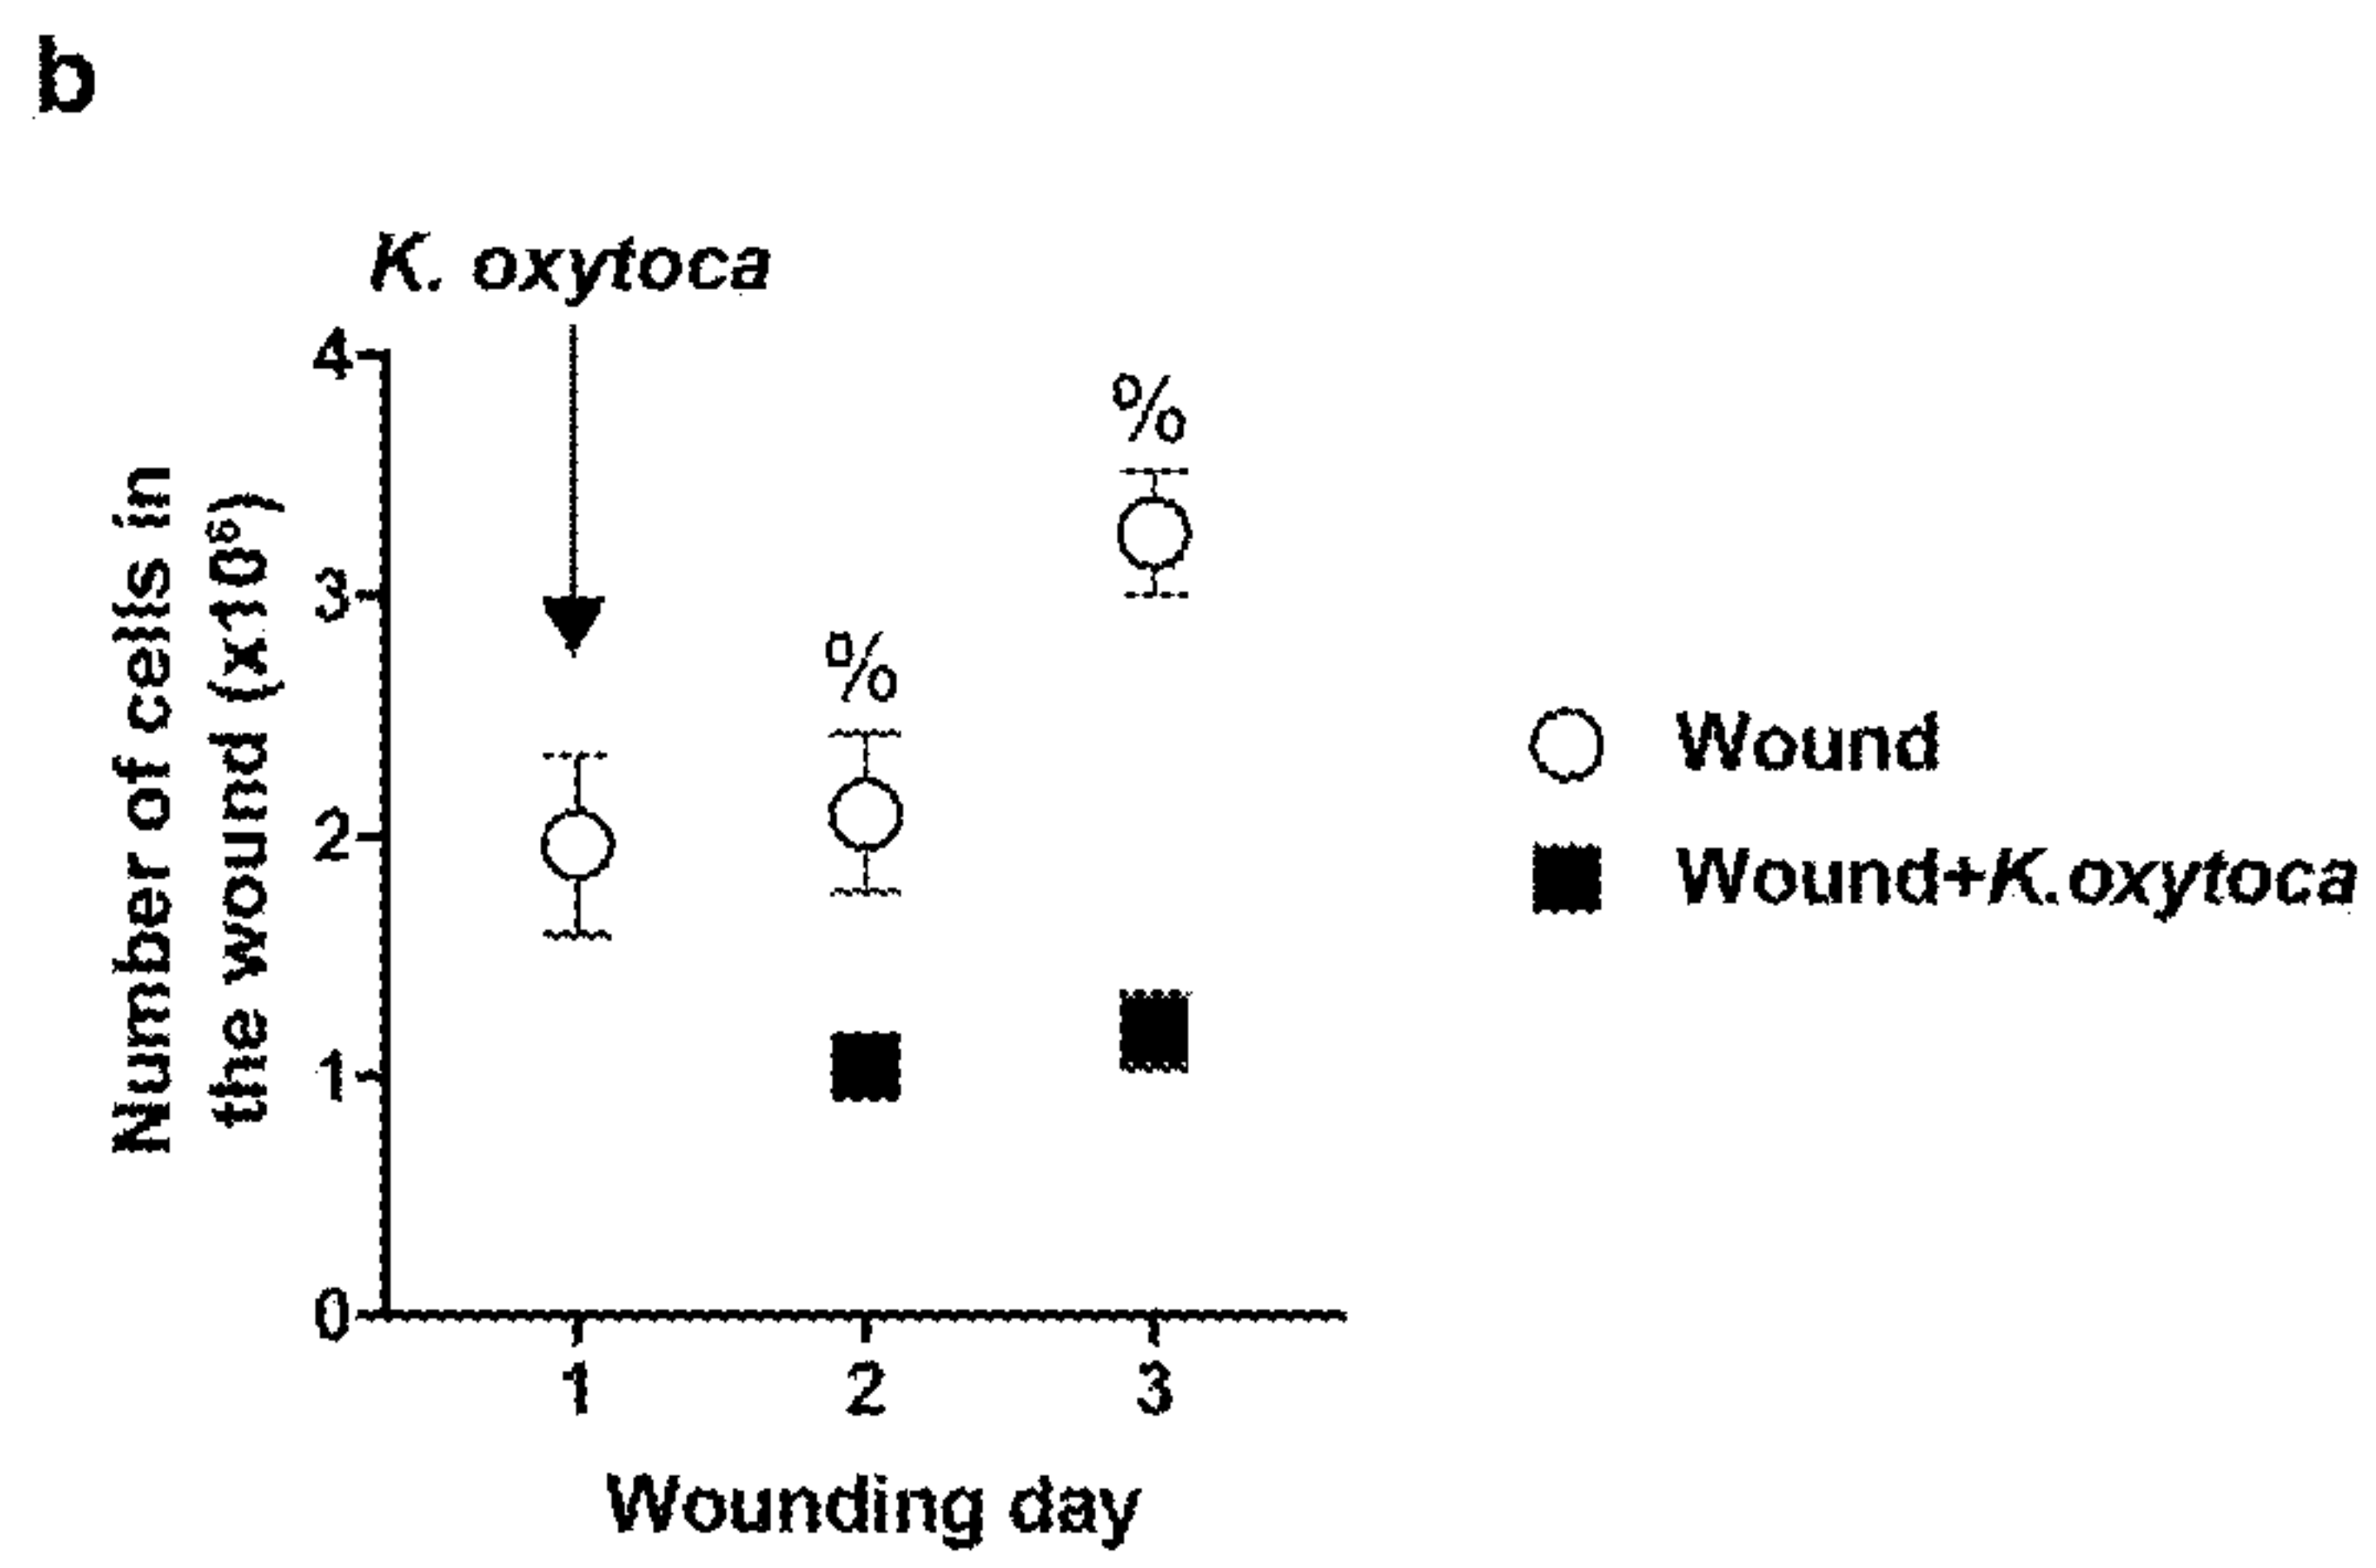 b
K. oxytoca
4
3
2
1
0
Number of cells in
the wound (x10⁸)
%
%
1
2
3
Wounding day
Wound
Wound+K.oxytoca